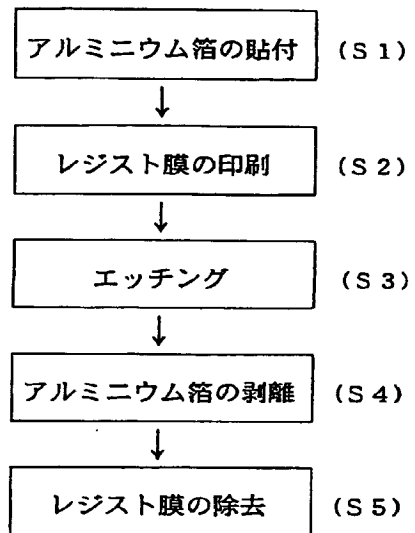 アルミニウム箔の貼付 (S1)
↓
レジスト膜の印刷 (S2)
↓
エッチング (S3)
↓
アルミニウム箔の剥離 (S4)
↓
レジスト膜の除去 (S5)